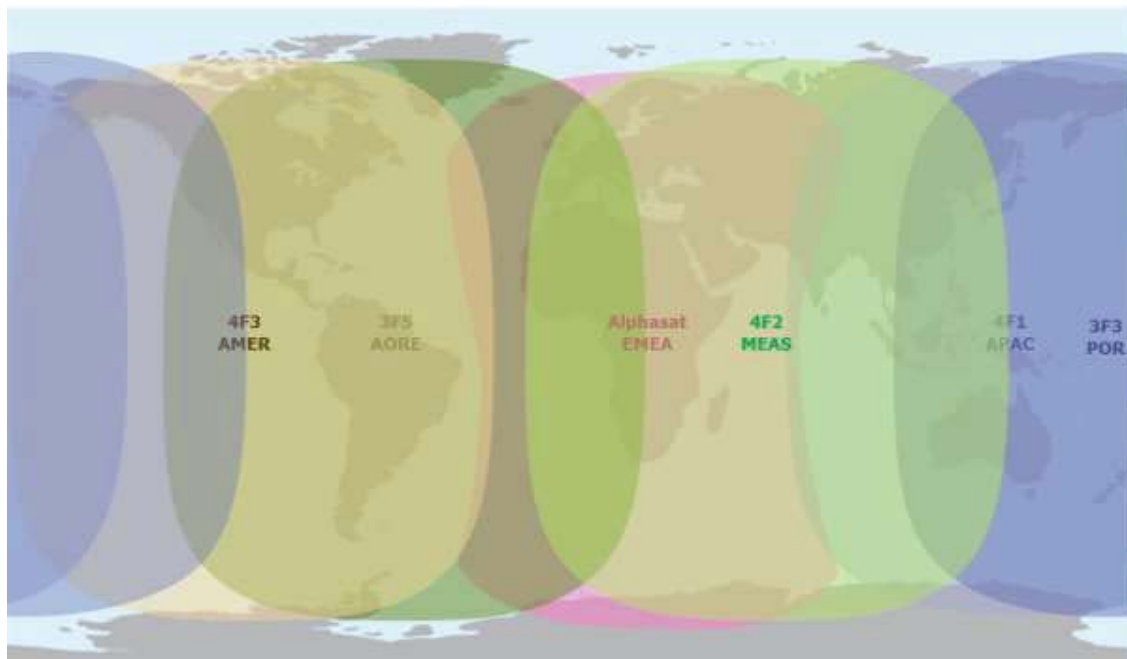 4F3
AMER
3F5
AORE
Alphasat
EMEA
4F2
MEAS
4F1
APAC
3F3
POR